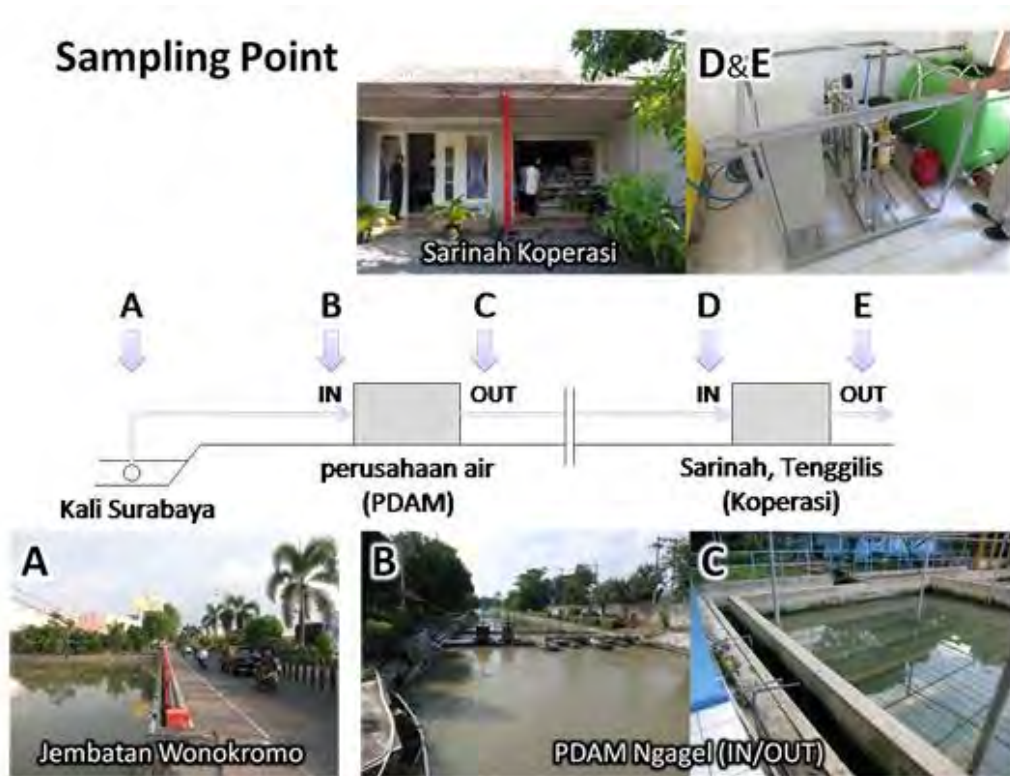 Sampling Point
D&E
Sarinah Koperasi
A
B
C
D
E
IN
OUT
IN
OUT
Kali Surabaya
perusahaan air
(PDAM)
Sarinah, Tenggilis
(Koperasi)
A
B
C
Jembatan Wonokromo
PDAM Ngagel (IN/OUT)